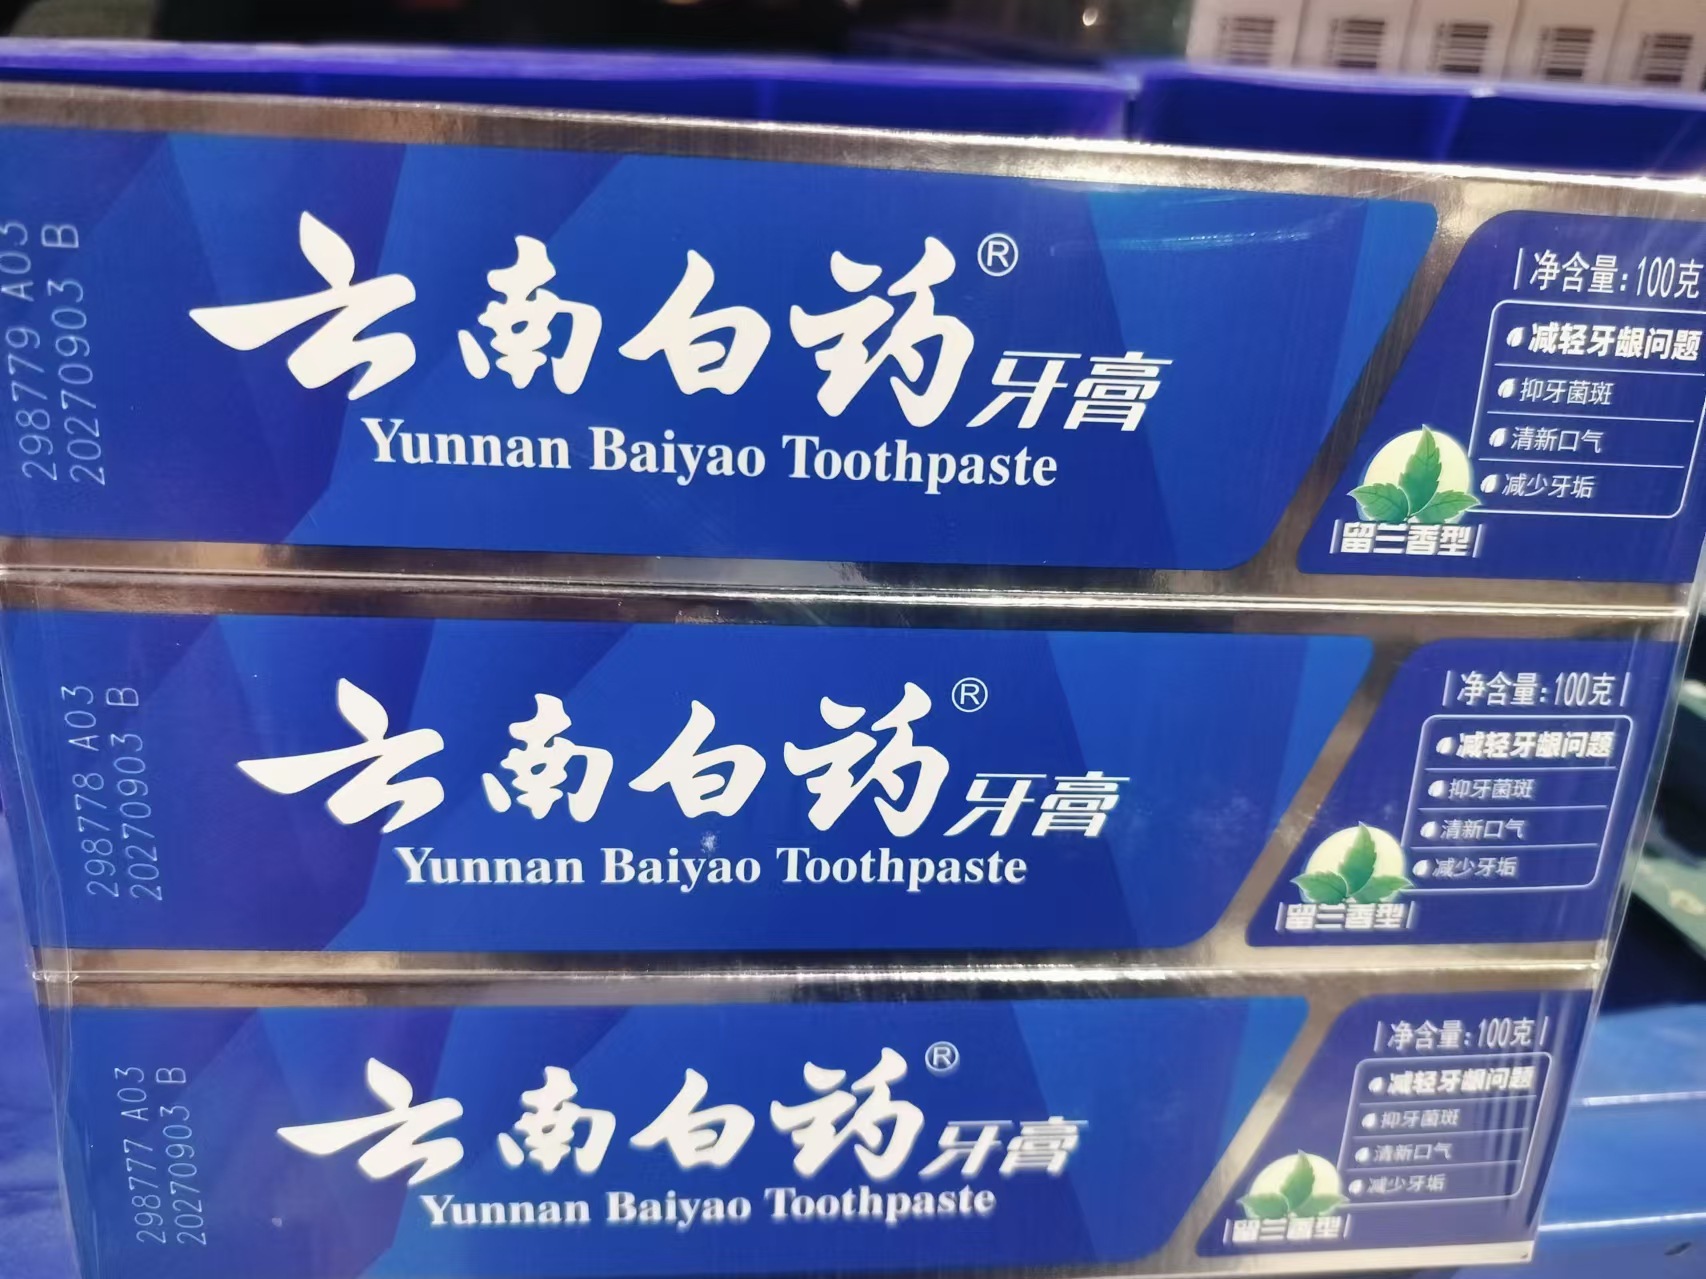 298779 A03
20270903 B
云南白药®牙膏
Yunnan Baiyao Toothpaste
净含量:100克
减轻牙龈问题
抑牙菌斑
清新口气
减少牙垢
留兰香型
298778 A03
20270903 B
云南白药®牙膏
Yunnan Baiyao Toothpaste
净含量:100克
减轻牙龈问题
抑牙菌斑
清新口气
减少牙垢
留兰香型
298777 A03
20270903 B
云南白药®牙膏
Yunnan Baiyao Toothpaste
净含量:100克
减轻牙龈问题
抑牙菌斑
清新口气
减少牙垢
留兰香型